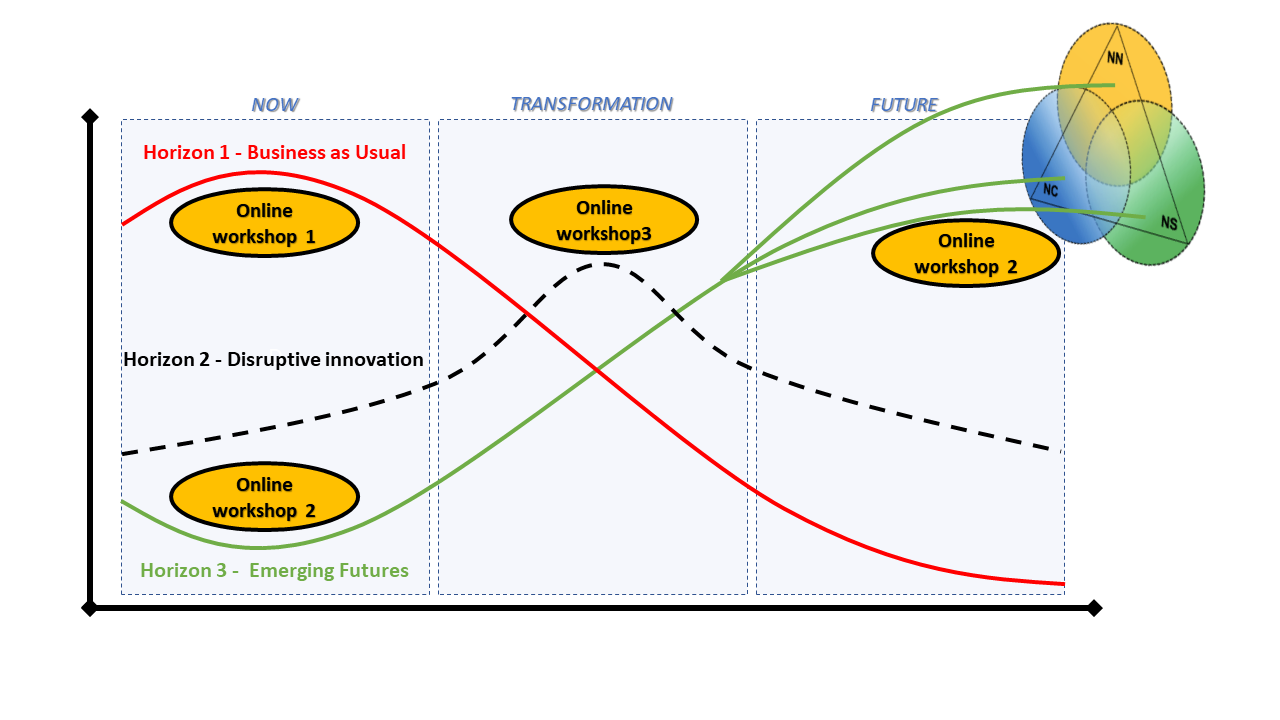 NOW
TRANSFORMATION
FUTURE
NN
NC
NS
Horizon 1 - Business as Usual
Online
workshop 1
Online
workshop3
Online
workshop 2
Horizon 2 - Disruptive innovation
Online
workshop 2
Horizon 3 - Emerging Futures